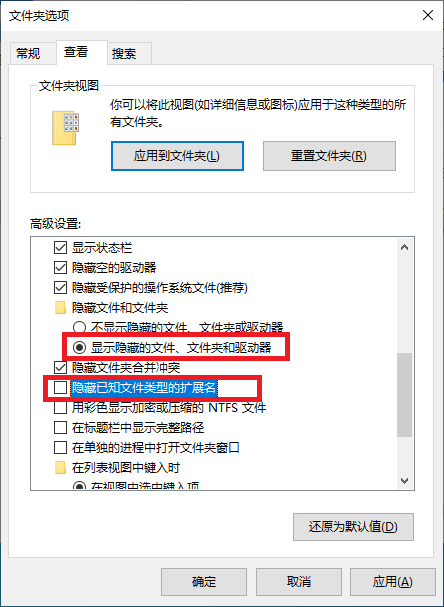 文件夹选项
常规
查看
搜索
文件夹视图
你可以将此视图(如详细信息或图标)应用于这种类型的所
有文件夹。
应用到文件夹(L)
重置文件夹(R)
高级设置:
显示状态栏
隐藏空的驱动器
隐藏受保护的操作系统文件(推荐)
隐藏文件和文件夹
不显示隐藏的文件、文件夹或驱动器
显示隐藏的文件、文件夹和驱动器
隐藏文件夹合并冲突
隐藏已知文件类型的扩展名
用彩色显示加密或压缩的 NTFS 文件
在标题栏中显示完整路径
在单独的进程中打开文件夹窗口
在列表视图中键入时
在视图中选中键入项
还原为默认值(D)
确定
取消
应用(A)